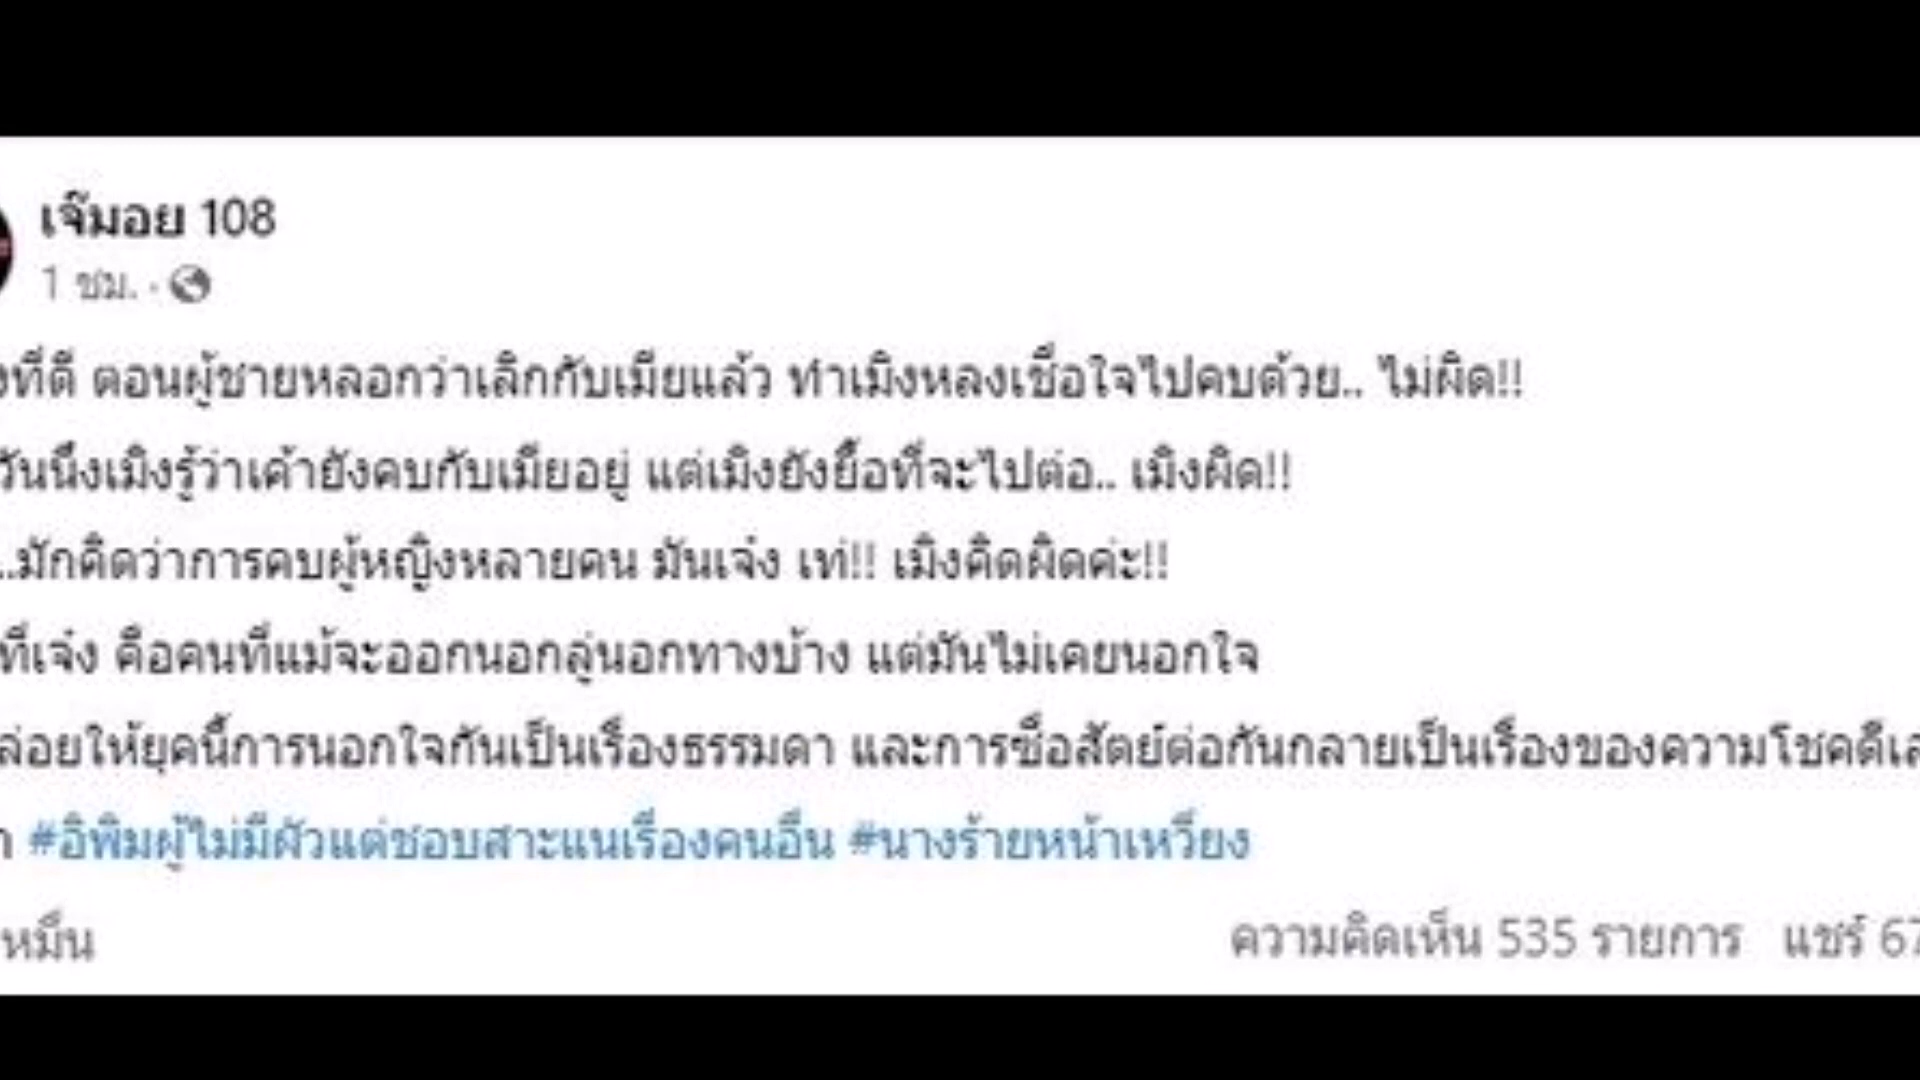 เจ๊มอย 108
1 ชม.
ที่ดี ตอนผู้ชายหลอกว่าเลิกกับเมียแล้ว ทำเมิงหลงเชื่อใจไปคบด้วย.. ไม่ผิด!!
วันนึงเมิงรู้ว่าเค้ายังคบกับเมียอยู่ แต่เมิงยังยื้อที่จะไปต่อ.. เมิงผิด!!
..มักคิดว่าการคบผู้หญิงหลายคน มันเจ๋ง เท่!! เมิงคิดผิดค่ะ!!
ที่เจ๋ง คือคนที่แม้จะออกนอกลู่นอกทางบ้าง แต่มันไม่เคยนอกใจ
ล่อยให้ยุคนี้การนอกใจกันเป็นเรื่องธรรมดา และการซื่อสัตย์ต่อกันกลายเป็นเรื่องของความโชคดี
#อิพิมผู้ไม่มีผัวแต่ชอบสาะแนเรื่องคนอื่น #นางร้ายหน้าเหวี่ยง
หมื่น
ความคิดเห็น 535 รายการ แชร์ 67